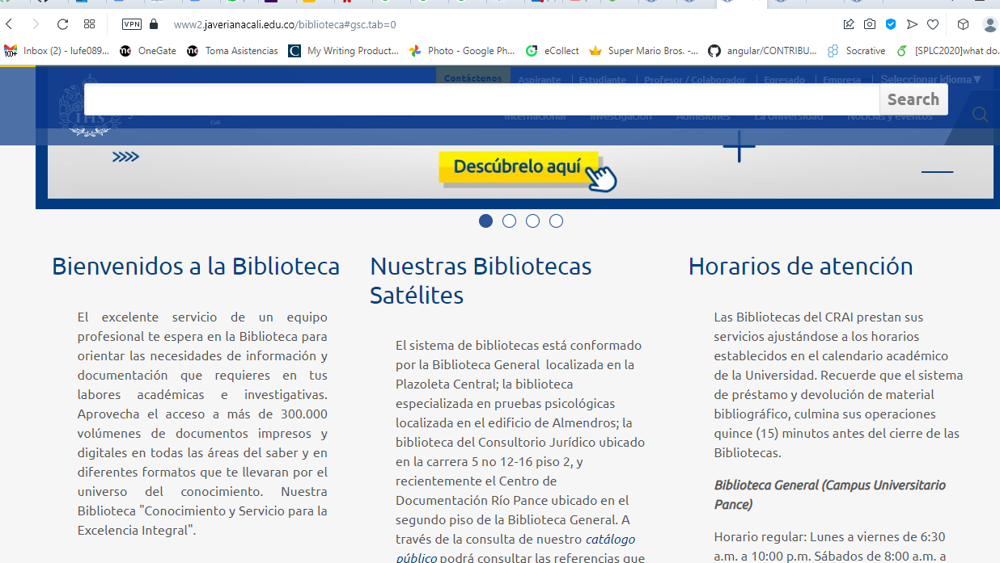 VPN www2.javerianacali.edu.co/biblioteca#gsc.tab=0
100+ Inbox (2) - lufe089... OneGate Toma Asistencias My Writing Product... Photo - Google Ph... eCollect Super Mario Bros. -... angular/CONTRIBU... Socrative [SPLC2020]what do.
Contáctenos Aspirante Estudiante Profesor / Colaborador Egresado Empresa Seleccionar idioma▼
Search
IHS
Cali
Internacional Investigación Admisiones La Universidad Noticias y eventos
Descúbrelo aquí
Bienvenidos a la Biblioteca
El excelente servicio de un equipo
profesional te espera en la Biblioteca para
orientar las necesidades de información y
documentación que requieres en tus
labores académicas e investigativas.
Aprovecha el acceso a más de 300.000
volúmenes de documentos impresos y
digitales en todas las áreas del saber y en
diferentes formatos que te llevaran por el
universo del conocimiento. Nuestra
Biblioteca "Conocimiento y Servicio para la
Excelencia Integral".
Nuestras Bibliotecas
Satélites
El sistema de bibliotecas está conformado
por la Biblioteca General localizada en la
Plazoleta Central; la biblioteca
especializada en pruebas psicológicas
localizada en el edificio de Almendros; la
biblioteca del Consultorio Jurídico ubicado
en la carrera 5 no 12-16 piso 2, y
recientemente el Centro de
Documentación Río Pance ubicado en el
segundo piso de la Biblioteca General. A
través de la consulta de nuestro catálogo
público podrá consultar las referencias que
Horarios de atención
Las Bibliotecas del CRAI prestan sus
servicios ajustándose a los horarios
establecidos en el calendario académico
de la Universidad. Recuerde que el sistema
de préstamo y devolución de material
bibliográfico, culmina sus operaciones
quince (15) minutos antes del cierre de las
Bibliotecas.
Biblioteca General (Campus Universitario
Pance)
Horario regular: Lunes a viernes de 6:30
a.m. a 10:00 p.m. Sábados de 8:00 a.m. a